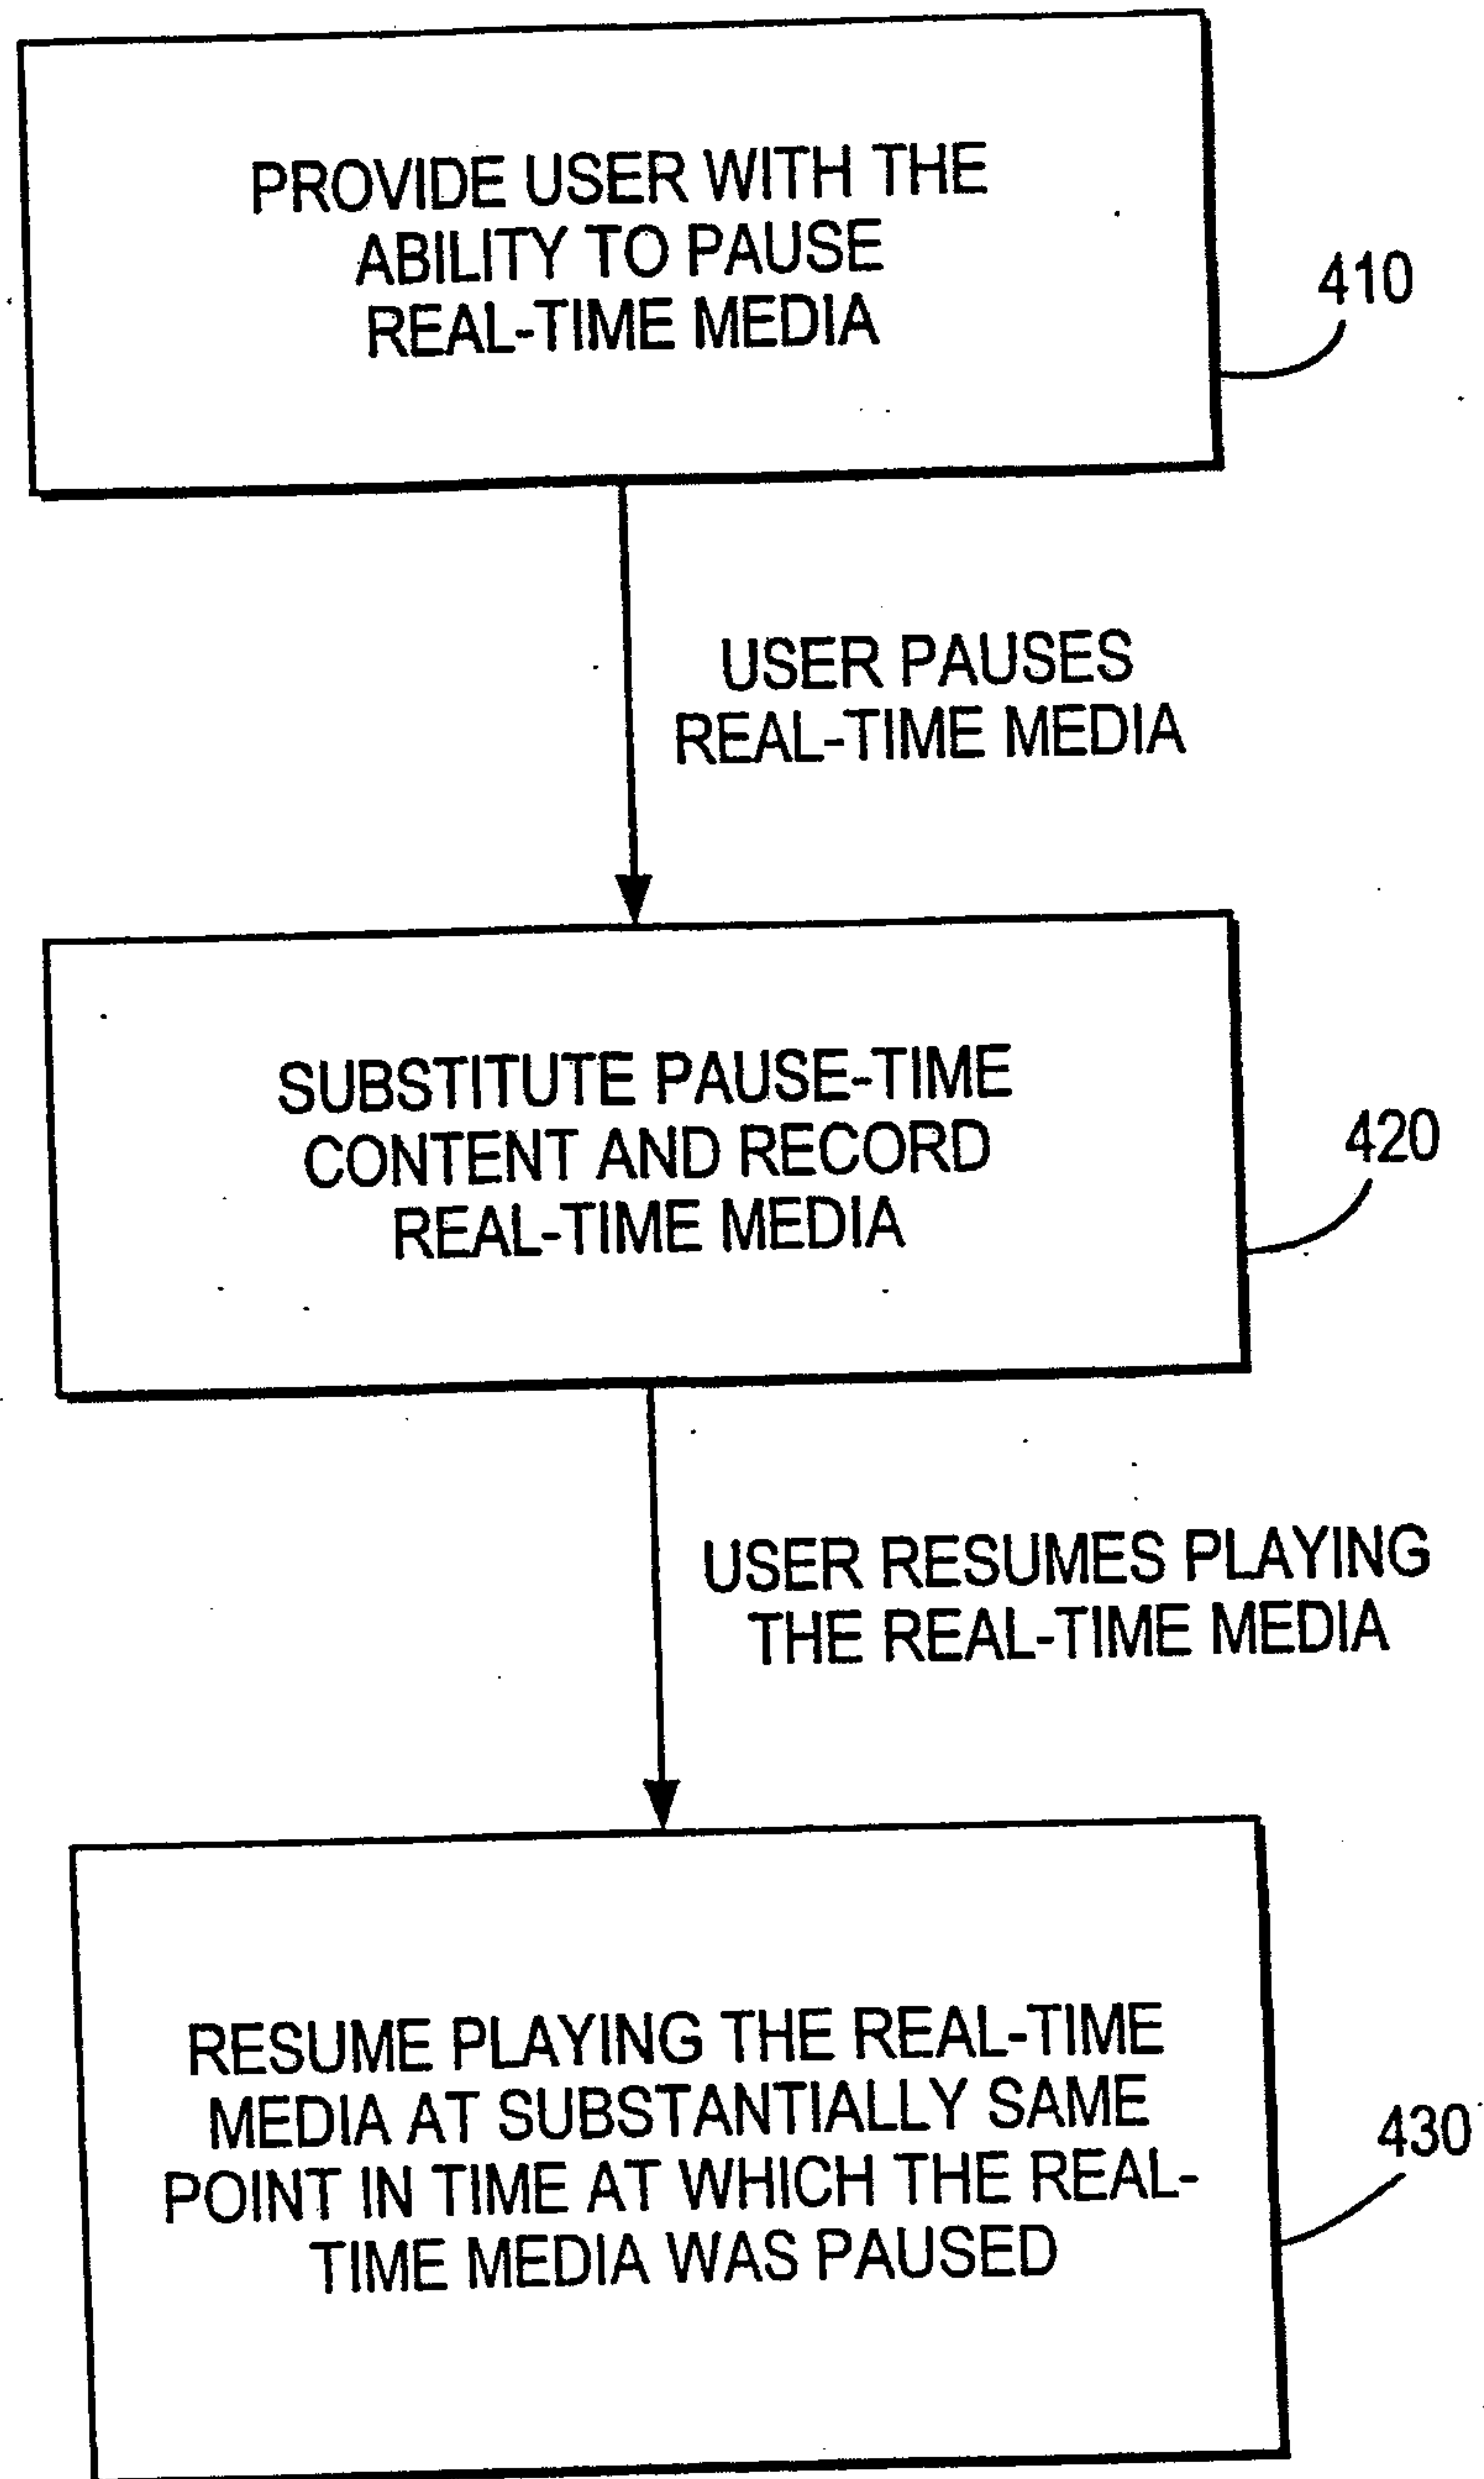 PROVIDE USER WITH THE
ABILITY TO PAUSE
REAL-TIME MEDIA
410
USER PAUSES
REAL-TIME MEDIA
SUBSTITUTE PAUSE-TIME
CONTENT AND RECORD
REAL-TIME MEDIA
420
USER RESUMES PLAYING
THE REAL-TIME MEDIA
RESUME PLAYING THE REAL-TIME
MEDIA AT SUBSTANTIALLY SAME
POINT IN TIME AT WHICH THE REAL-
TIME MEDIA WAS PAUSED
430